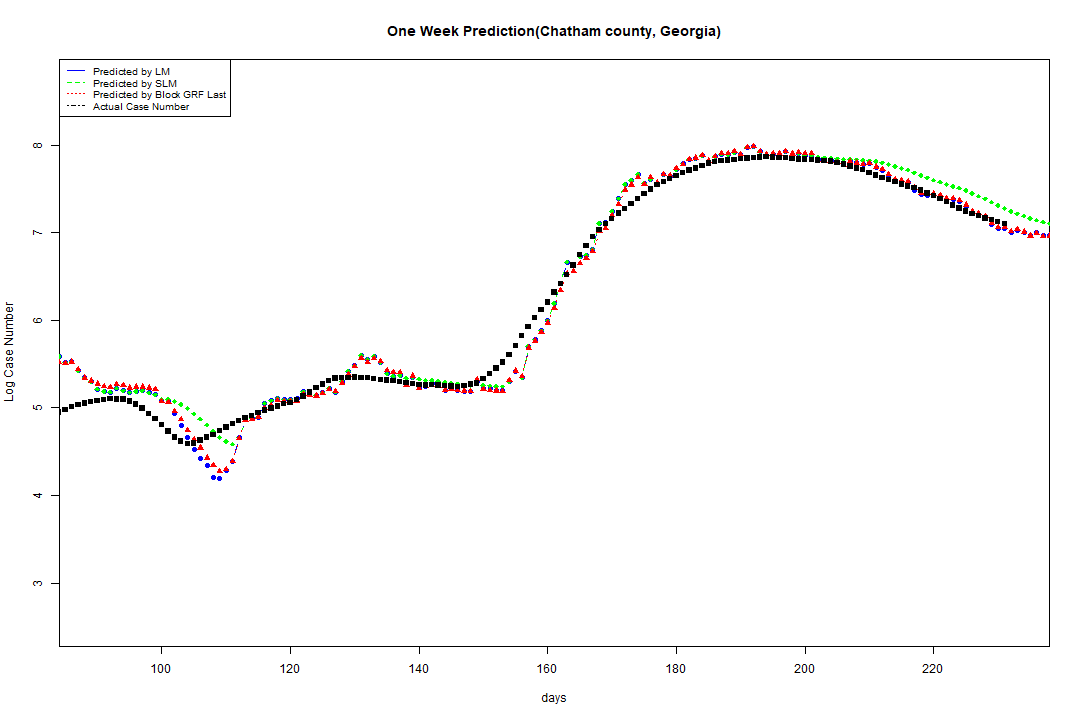 One Week Prediction(Chatham county, Georgia)
Predicted by LM
Predicted by SLM
Predicted by Block GRF Last
Actual Case Number
8
7
6
5
4
3
Log Case Number
100 120 140 160 180 200 220
days